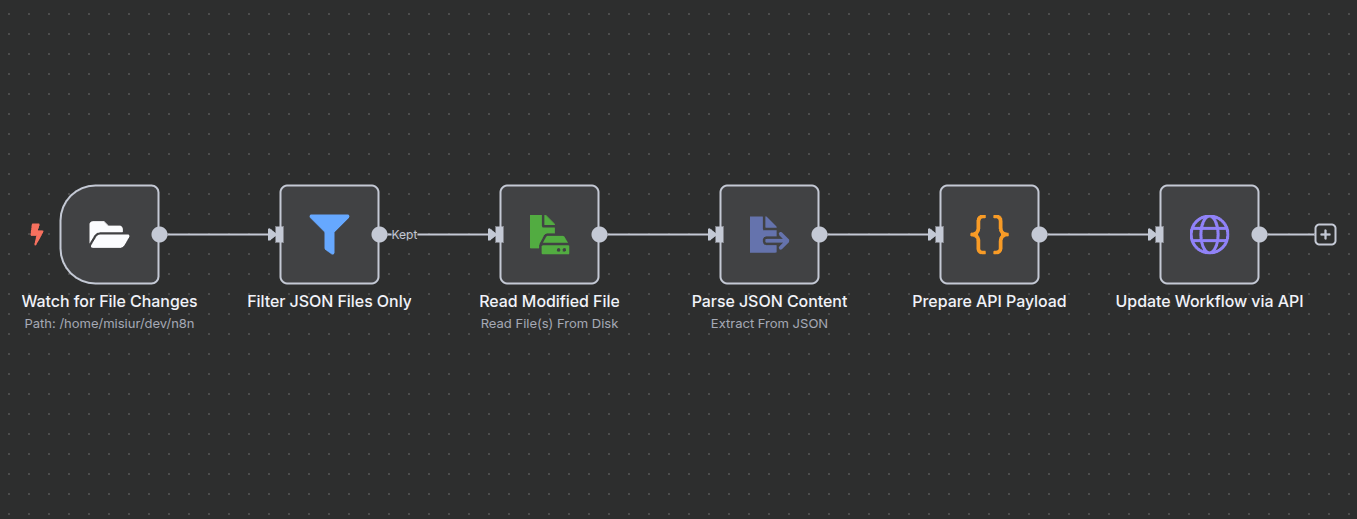 Kept
Watch for File Changes
Path: /home/misiur/dev/n8n
Filter JSON Files Only
Read Modified File
Read File(s) From Disk
Parse JSON Content
Extract From JSON
Prepare API Payload
Update Workflow via API